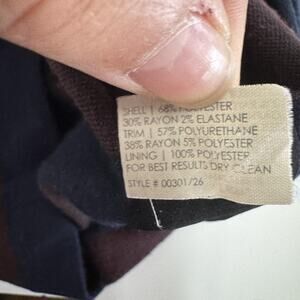 SHELL | 68% POLYESTER
30% RAYON 2% ELASTANE
TRIM | 57% POLYURETHANE
38% RAYON 5% POLYESTER
LINING | 100% POLYESTER
FOR BEST RESULTS DRY CLEAN
STYLE # 00301/26